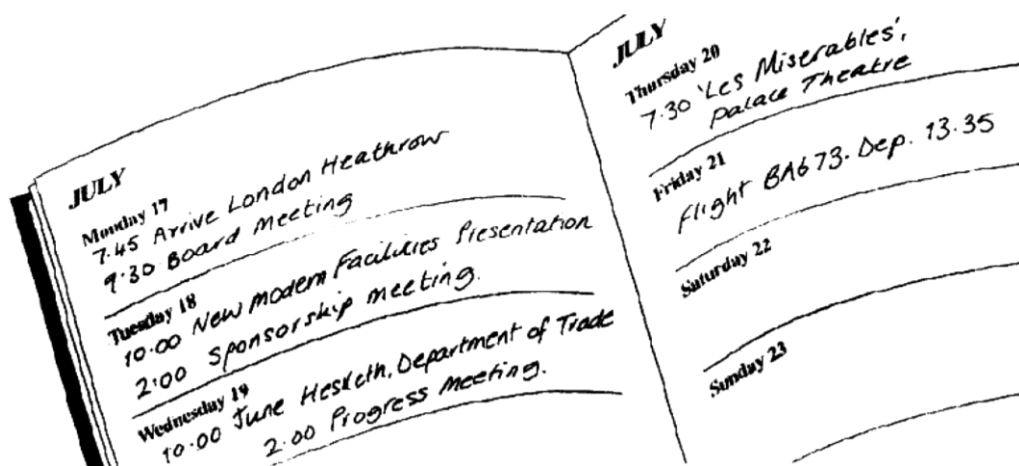 JULY
Monday 17
7.45 Arrive London Heathrow
9.30 Board Meeting
Tuesday 18
10.00 New Modern Facilities Presentation
2.00 Sponsorship Meeting.
Wednesday 19
10.00 June Hesketh, Department of Trade
2.00 Progress Meeting.
JULY
Thursday 20
7.30 'Les Miserables',
Palace Theatre
Friday 21
Flight BA673. Dep. 13.35
Saturday 22
Sunday 23